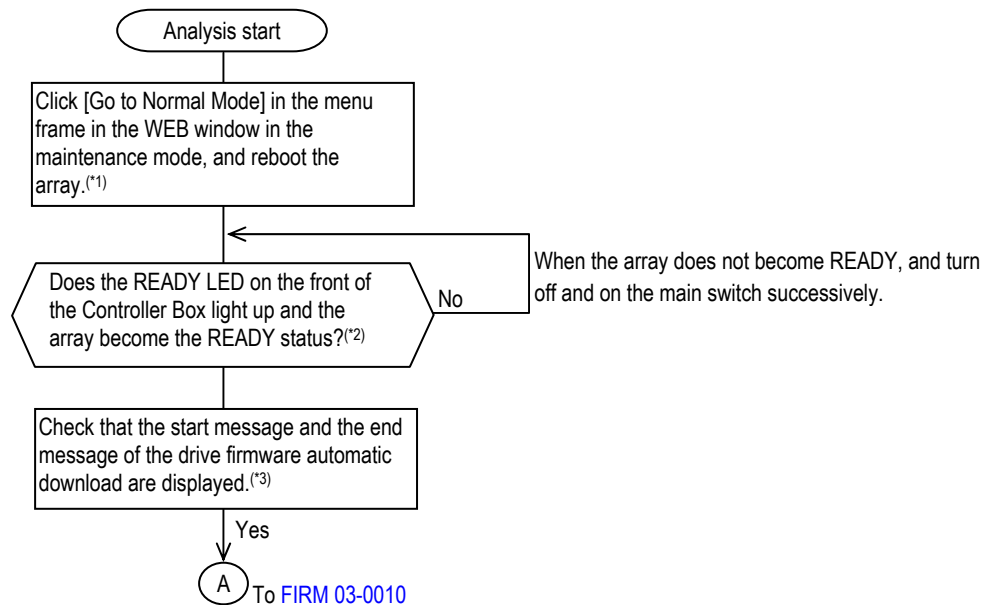 Analysis start
Click [Go to Normal Mode] in the menu
frame in the WEB window in the
maintenance mode, and reboot the
array.(*1)
Does the READY LED on the front of
the Controller Box light up and the
array become the READY status?(*2)
No
When the array does not become READY, and turn
off and on the main switch successively.
Check that the start message and the end
message of the drive firmware automatic
download are displayed.(*3)
Yes
A
To FIRM 03-0010